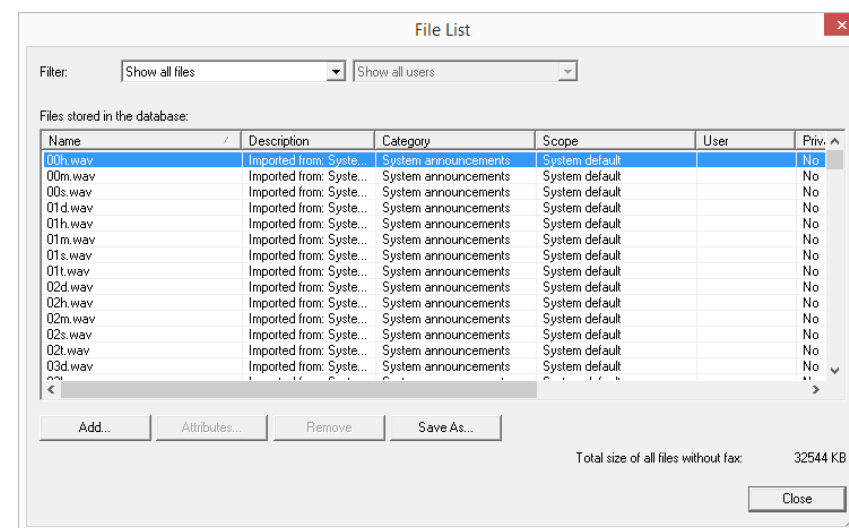 File List
Filter: Show all files Show all users
Files stored in the database:
Name Description Category Scope User Priv.
00h.wav Imported from: Syste... System announcements System default No
00m.wav Imported from: Syste... System announcements System default No
00s.wav Imported from: Syste... System announcements System default No
01d.wav Imported from: Syste... System announcements System default No
01h.wav Imported from: Syste... System announcements System default No
01m.wav Imported from: Syste... System announcements System default No
01s.wav Imported from: Syste... System announcements System default No
01t.wav Imported from: Syste... System announcements System default No
02d.wav Imported from: Syste... System announcements System default No
02h.wav Imported from: Syste... System announcements System default No
02m.wav Imported from: Syste... System announcements System default No
02s.wav Imported from: Syste... System announcements System default No
02t.wav Imported from: Syste... System announcements System default No
03d.wav Imported from: Syste... System announcements System default No
Add... Attributes... Remove Save As...
Total size of all files without fax: 32544 KB
Close